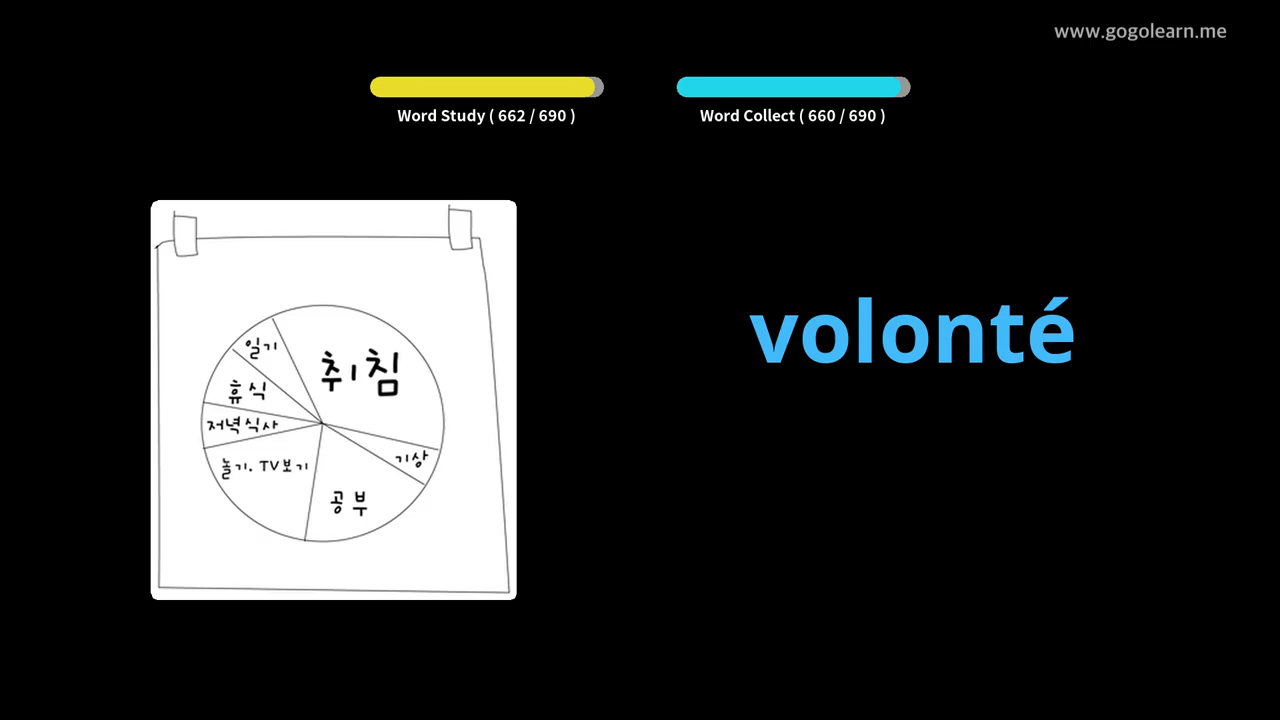 www.gogolearn.me
Word Study ( 662 / 690 )
Word Collect ( 660 / 690 )
일기
취침
휴식
저녁식사
놀기. TV보기
기상
공부
volonté